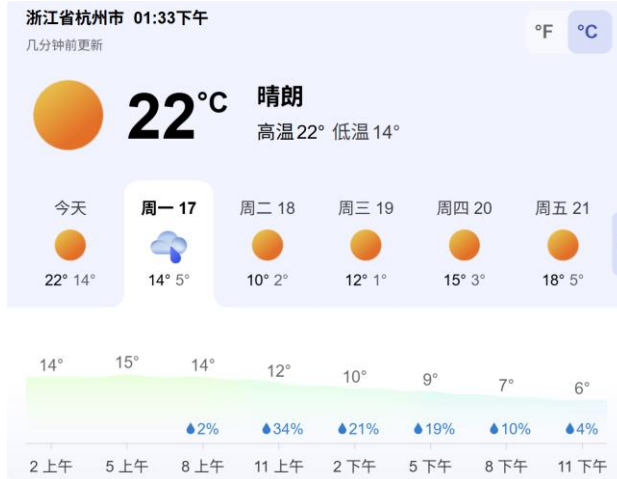 浙江省杭州市 01:33下午
几分钟前更新
°F °C
22°C
晴朗
高温22° 低温14°
今天 周一 17 周二 18 周三 19 周四 20 周五 21
22° 14° 14° 5° 10° 2° 12° 1° 15° 3° 18° 5°
14° 15° 14° 12° 10° 9° 7° 6°
2% 34% 21% 19% 10% 4%
2 上午 5 上午 8 上午 11 上午 2 下午 5 下午 8 下午 11 下午